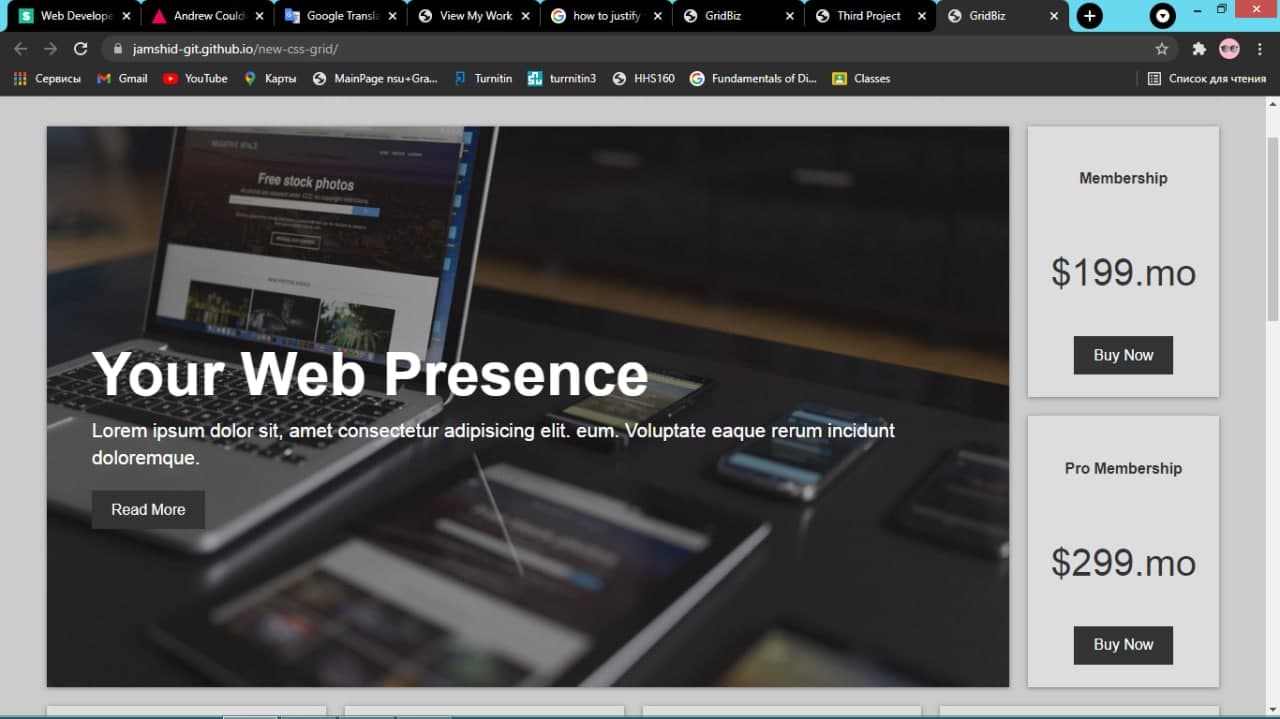 Web Develope
Andrew Could
Google Transla
View My Work
how to justify
GridBiz
Third Project
GridBiz
jamshid-git.github.io/new-css-grid/
Сервисы
Gmail
YouTube
Карты
MainPage nsu+Gra...
Turnitin
turrnitin3
HHS160
Fundamentals of Di...
Classes
Список для чтения
NEGATIVE SPACE
Free stock photos
Your Web Presence
Lorem ipsum dolor sit, amet consectetur adipisicing elit. eum. Voluptate eaque rerum incidunt
doloremque.
Read More
Membership
$199.mo
Buy Now
Pro Membership
$299.mo
Buy Now